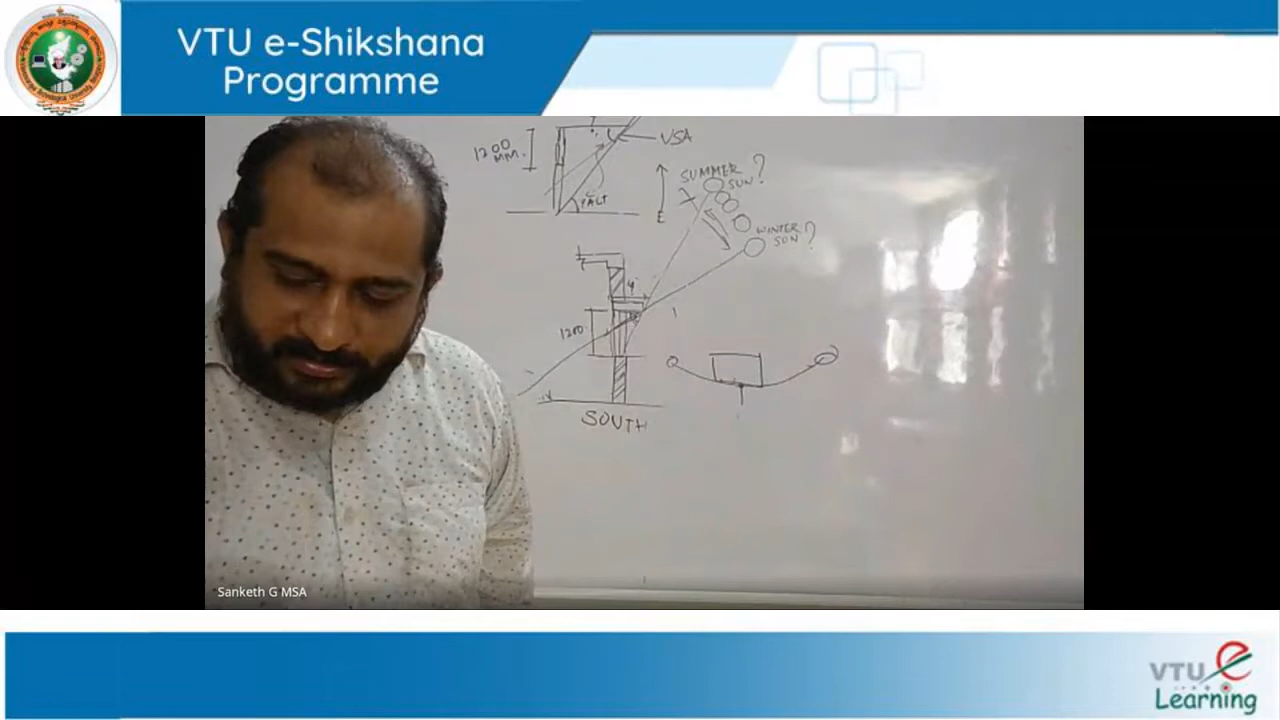 VTU e-Shikshana
Programme
1200
MM.
VSA
SUMMER
SUN?
WINTER
SUN?
E
1200
SOUTH
Sanketh G MSA
VTU
Learning